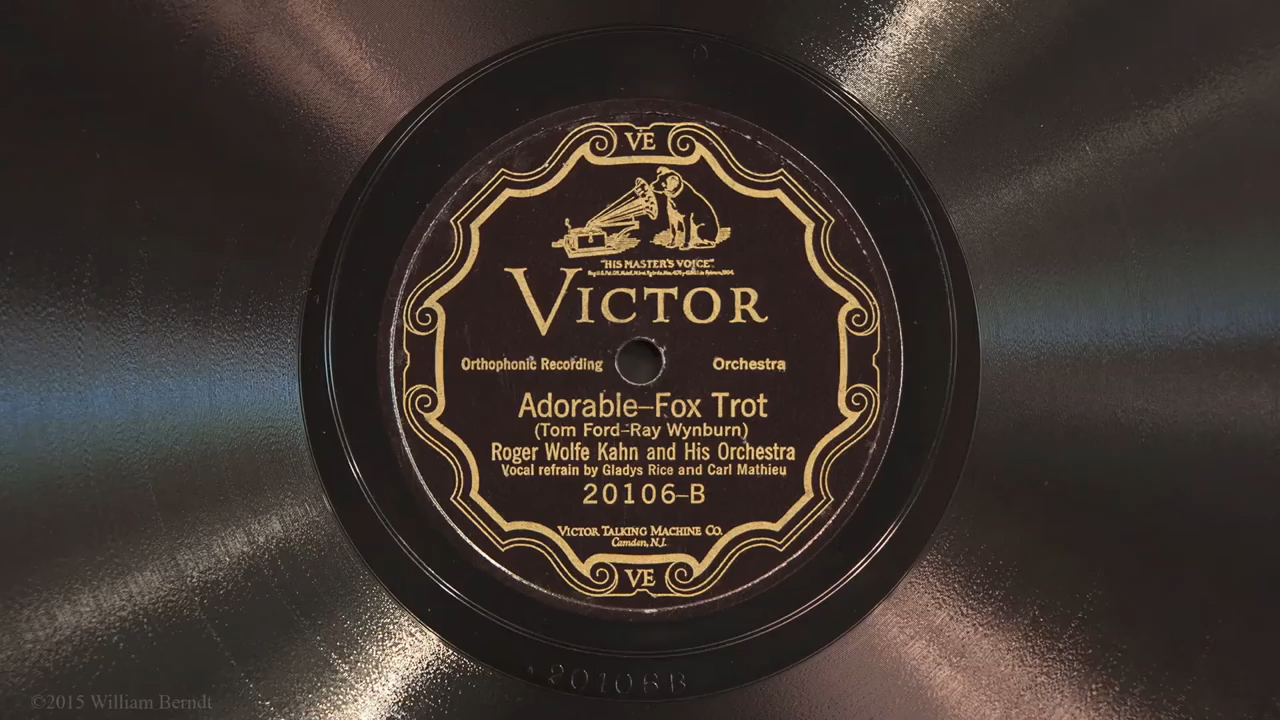 VE
"HIS MASTER'S VOICE"
VICTOR
Orthophonic Recording
Orchestra
Adorable–Fox Trot
(Tom Ford–Ray Wynburn)
Roger Wolfe Kahn and His Orchestra
Vocal refrain by Gladys Rice and Carl Mathieu
20106–B
VICTOR TALKING MACHINE CO.
Camden, N.J.
VE
20106B
©2015 William Berndt